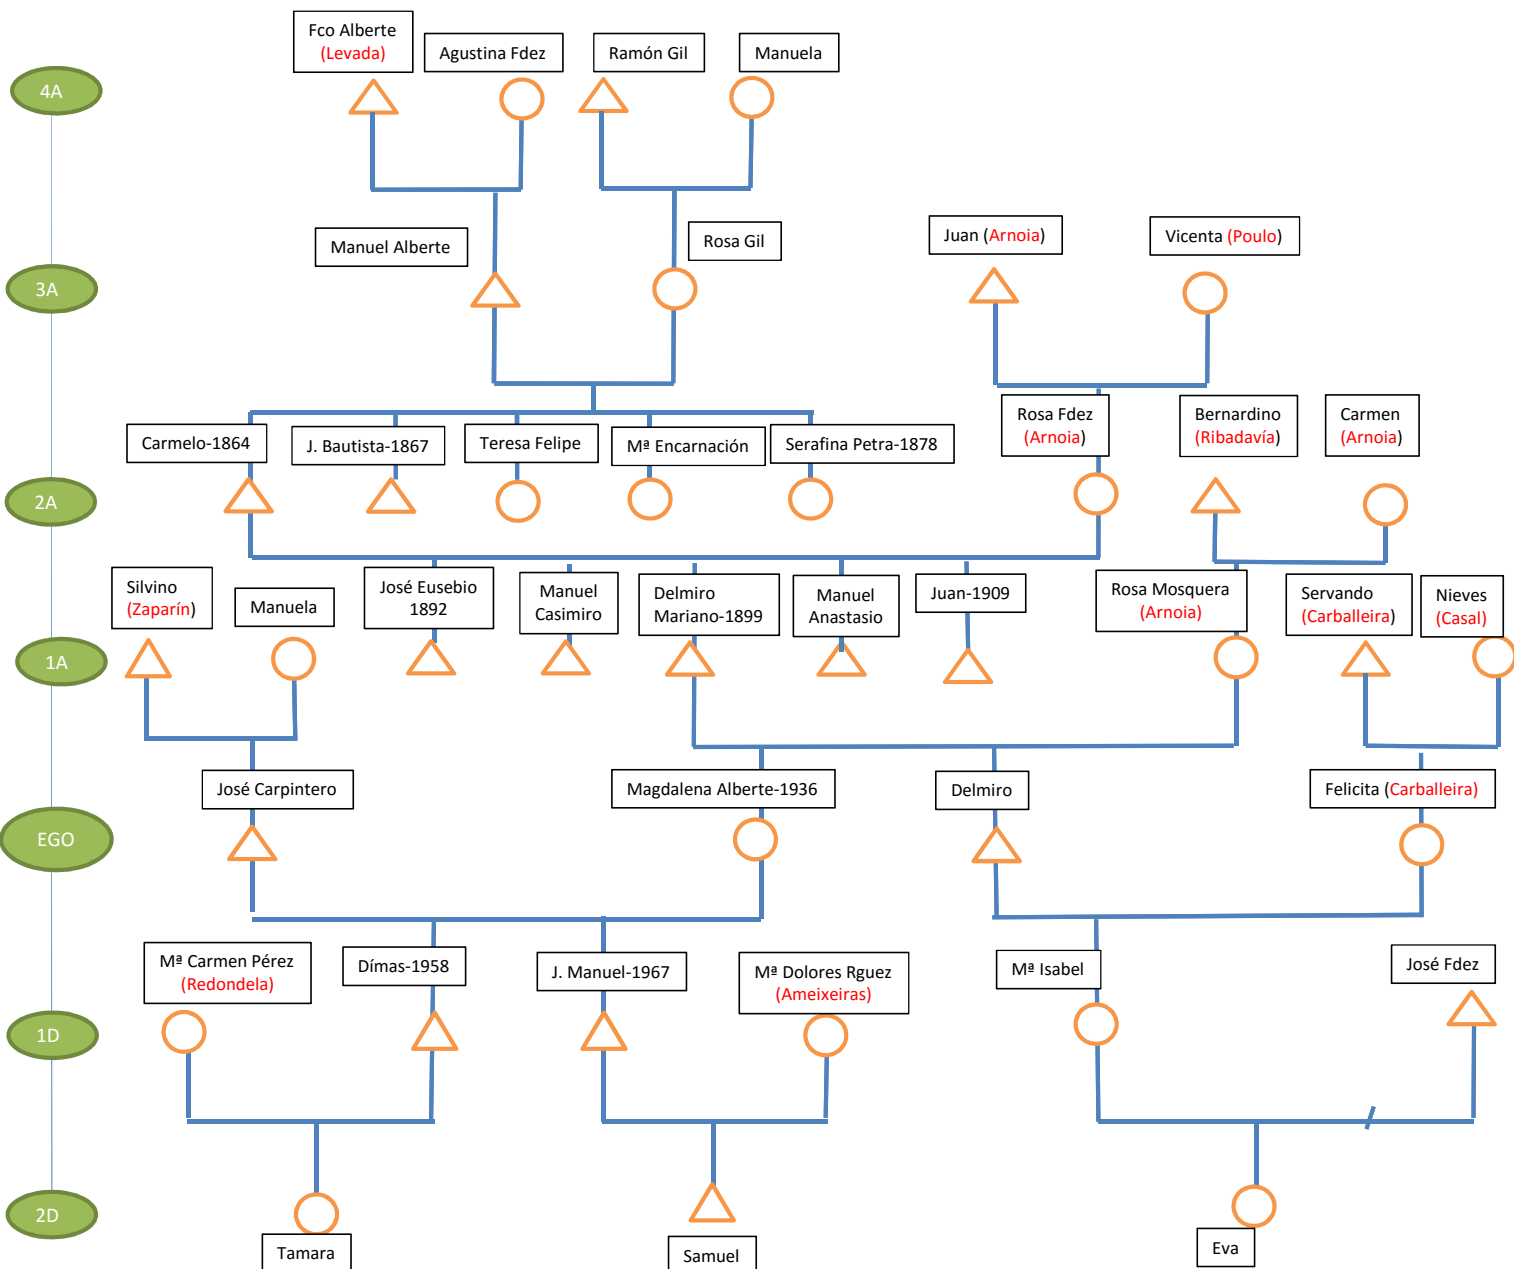 Fco Alberte
(Levada)
Agustina Fdez
Ramón Gil
Manuela
4A
Manuel Alberte
Rosa Gil
Juan (Arnoia)
Vicenta (Poulo)
3A
Carmelo-1864
J. Bautista-1867
Teresa Felipe
Mª Encarnación
Serafina Petra-1878
Rosa Fdez
(Arnoia)
Bernardino
(Ribadavía)
Carmen
(Arnoia)
2A
Silvino
(Zaparín)
Manuela
José Eusebio
1892
Manuel
Casimiro
Delmiro
Mariano-1899
Manuel
Anastasio
Juan-1909
Rosa Mosquera
(Arnoia)
Servando
(Carballeira)
Nieves
(Casal)
1A
José Carpintero
Magdalena Alberte-1936
Delmiro
Felicita (Carballeira)
EGO
Mª Carmen Pérez
(Redondela)
Dímas-1958
J. Manuel-1967
Mª Dolores Rguez
(Ameixeiras)
Mª Isabel
José Fdez
1D
2D
Tamara
Samuel
Eva